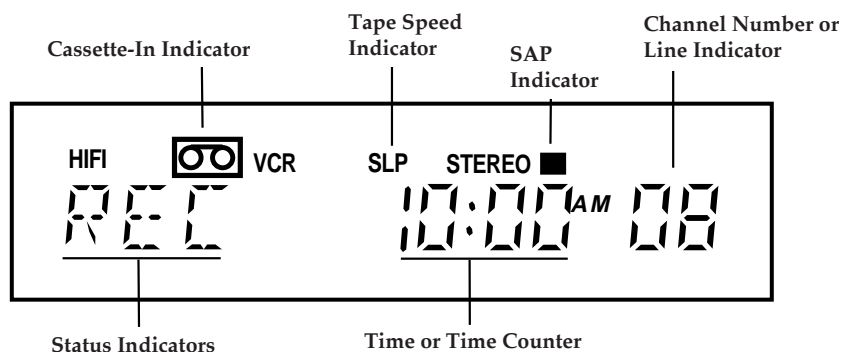 Cassette-In Indicator
Tape Speed
Indicator
SAP
Indicator
Channel Number or
Line Indicator
HIFI VCR SLP STEREO
REC 10:00 AM 08
Status Indicators
Time or Time Counter